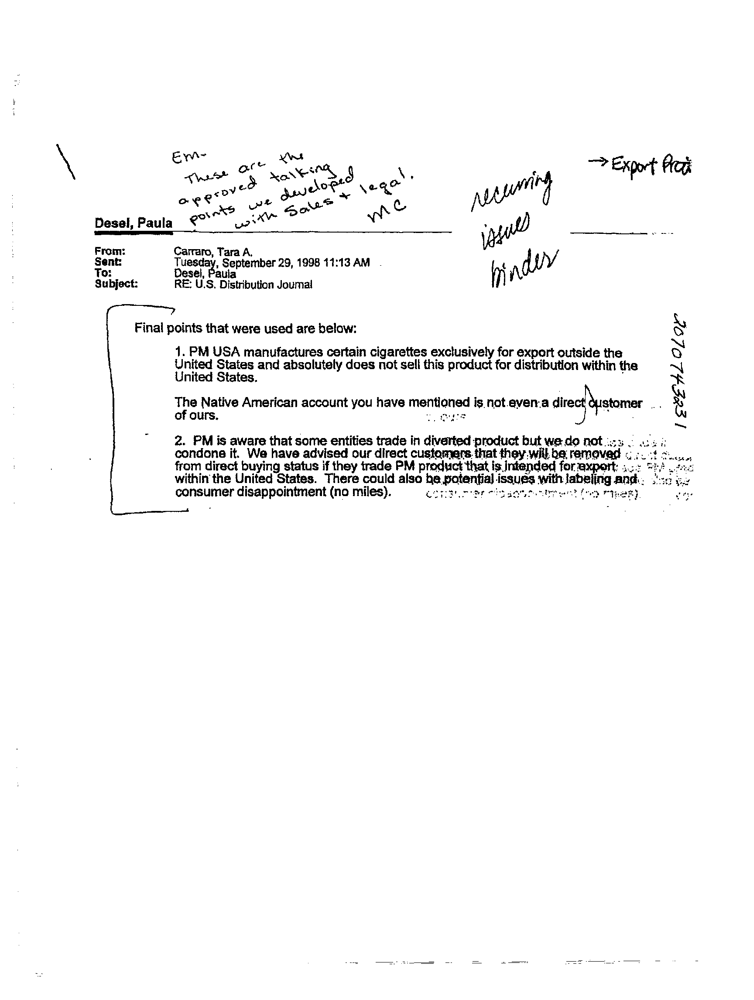 Em-
These are the
approved talking
points we developed
with Sales + legal.
MC
recurring
issues
binder
→ Export
Desel, Paula
From: Carraro, Tara A.
Sent: Tuesday, September 29, 1998 11:13 AM
To: Desel, Paula
Subject: RE: U.S. Distribution Journal
Final points that were used are below:
1. PM USA manufactures certain cigarettes exclusively for export outside the
United States and absolutely does not sell this product for distribution within the
United States.
The Native American account you have mentioned is not even a direct customer
of ours.
2. PM is aware that some entities trade in diverted product but we do not
condone it. We have advised our direct customers that they will be removed
from direct buying status if they trade PM product that is intended for export
within the United States. There could also be potential issues with labeling and
consumer disappointment (no miles).
2070743231